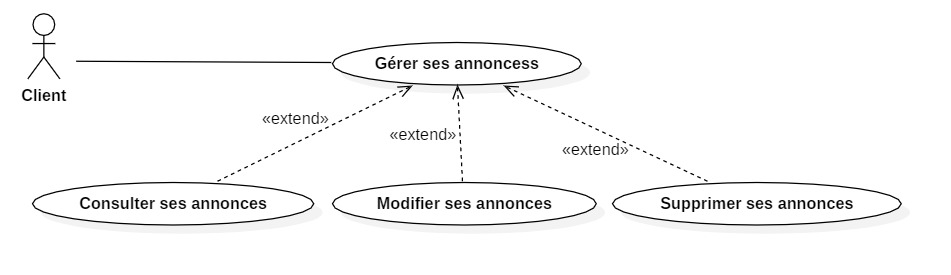 Gérer ses annoncess
Client
«extend»
«extend»
«extend»
Consulter ses annonces
Modifier ses annonces
Supprimer ses annonces